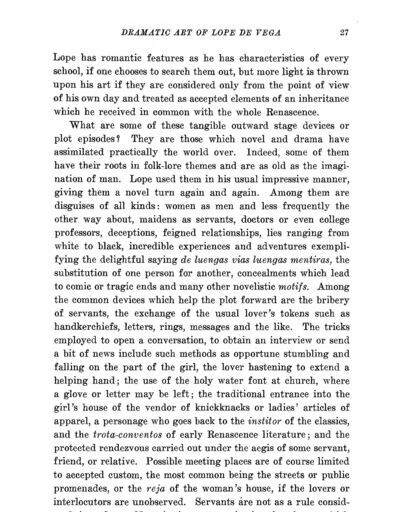 DRAMATIC ART OF LOPE DE VEGA 27
Lope has romantic features as he has characteristics of every
school, if one chooses to search them out, but more light is thrown
upon his art if they are considered only from the point of view
of his own day and treated as accepted elements of an inheritance
which he received in common with the whole Renascence.
What are some of these tangible outward stage devices or
plot episodes? They are those which novel and drama have
assimilated practically the world over. Indeed, some of them
have their roots in folk-lore themes and are as old as the imagi-
nation of man. Lope used them in his usual impressive manner,
giving them a novel turn again and again. Among them are
disguises of all kinds: women as men and less frequently the
other way about, maidens as servants, doctors or even college
professors, deceptions, feigned relationships, lies ranging from
white to black, incredible experiences and adventures exempli-
fying the delightful saying de luengas vias luengas mentiras, the
substitution of one person for another, concealments which lead
to comic or tragic ends and many other novelistic motifs. Among
the common devices which help the plot forward are the bribery
of servants, the exchange of the usual lover's tokens such as
handkerchiefs, letters, rings, messages and the like. The tricks
employed to open a conversation, to obtain an interview or send
a bit of news include such methods as opportune stumbling and
falling on the part of the girl, the lover hastening to extend a
helping hand; the use of the holy water font at church, where
a glove or letter may be left; the traditional entrance into the
girl's house of the vendor of knickknacks or ladies' articles of
apparel, a personage who goes back to the institor of the classics,
and the trota-conventos of early Renascence literature; and the
protected rendezvous carried out under the aegis of some servant,
friend, or relative. Possible meeting places are of course limited
to accepted custom, the most common being the streets or public
promenades, or the reja of the woman's house, if the lovers or
interlocutors are unobserved. Servants are not as a rule consid-